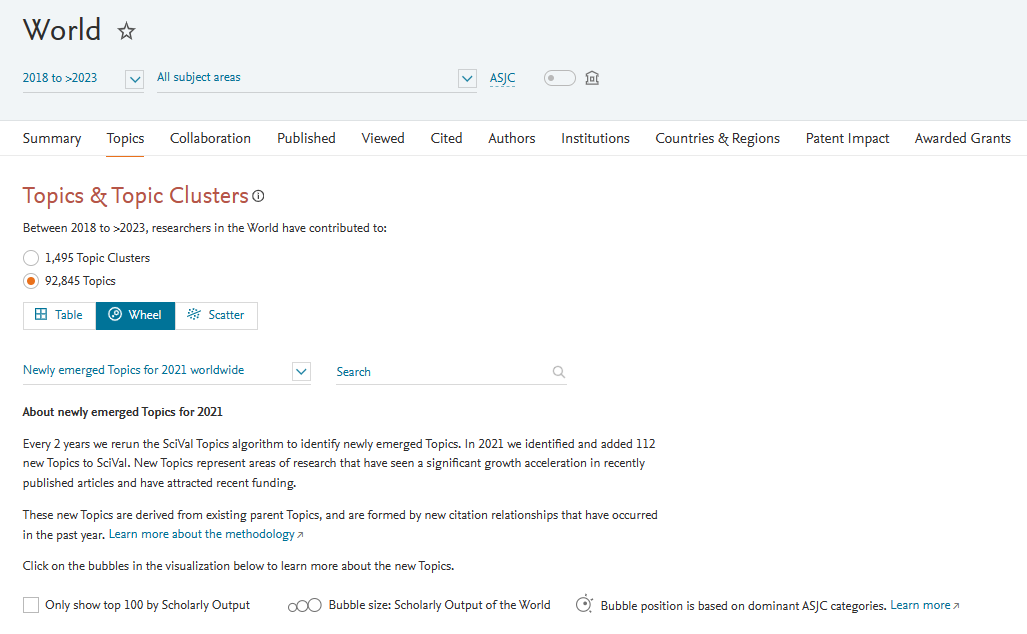 World
2018 to >2023 All subject areas ASJC
Summary Topics Collaboration Published Viewed Cited Authors Institutions Countries & Regions Patent Impact Awarded Grants
Topics & Topic Clusters
Between 2018 to >2023, researchers in the World have contributed to:
1,495 Topic Clusters
92,845 Topics
Table Wheel Scatter
Newly emerged Topics for 2021 worldwide Search
About newly emerged Topics for 2021
Every 2 years we rerun the SciVal Topics algorithm to identify newly emerged Topics. In 2021 we identified and added 112
new Topics to SciVal. New Topics represent areas of research that have seen a significant growth acceleration in recently
published articles and have attracted recent funding.
These new Topics are derived from existing parent Topics, and are formed by new citation relationships that have occurred
in the past year. Learn more about the methodology
Click on the bubbles in the visualization below to learn more about the new Topics.
Only show top 100 by Scholarly Output Bubble size: Scholarly Output of the World Bubble position is based on dominant ASJC categories. Learn more